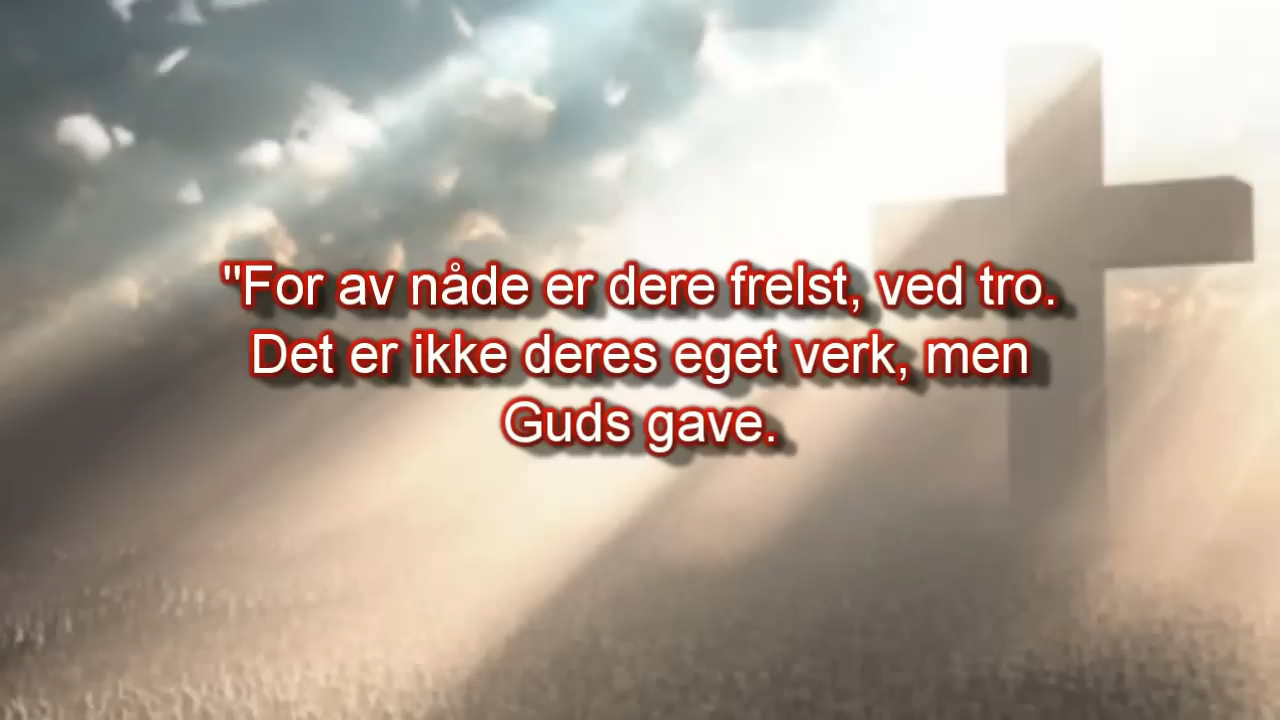 "For av nåde er dere frelst, ved tro.
Det er ikke deres eget verk, men
Guds gave.